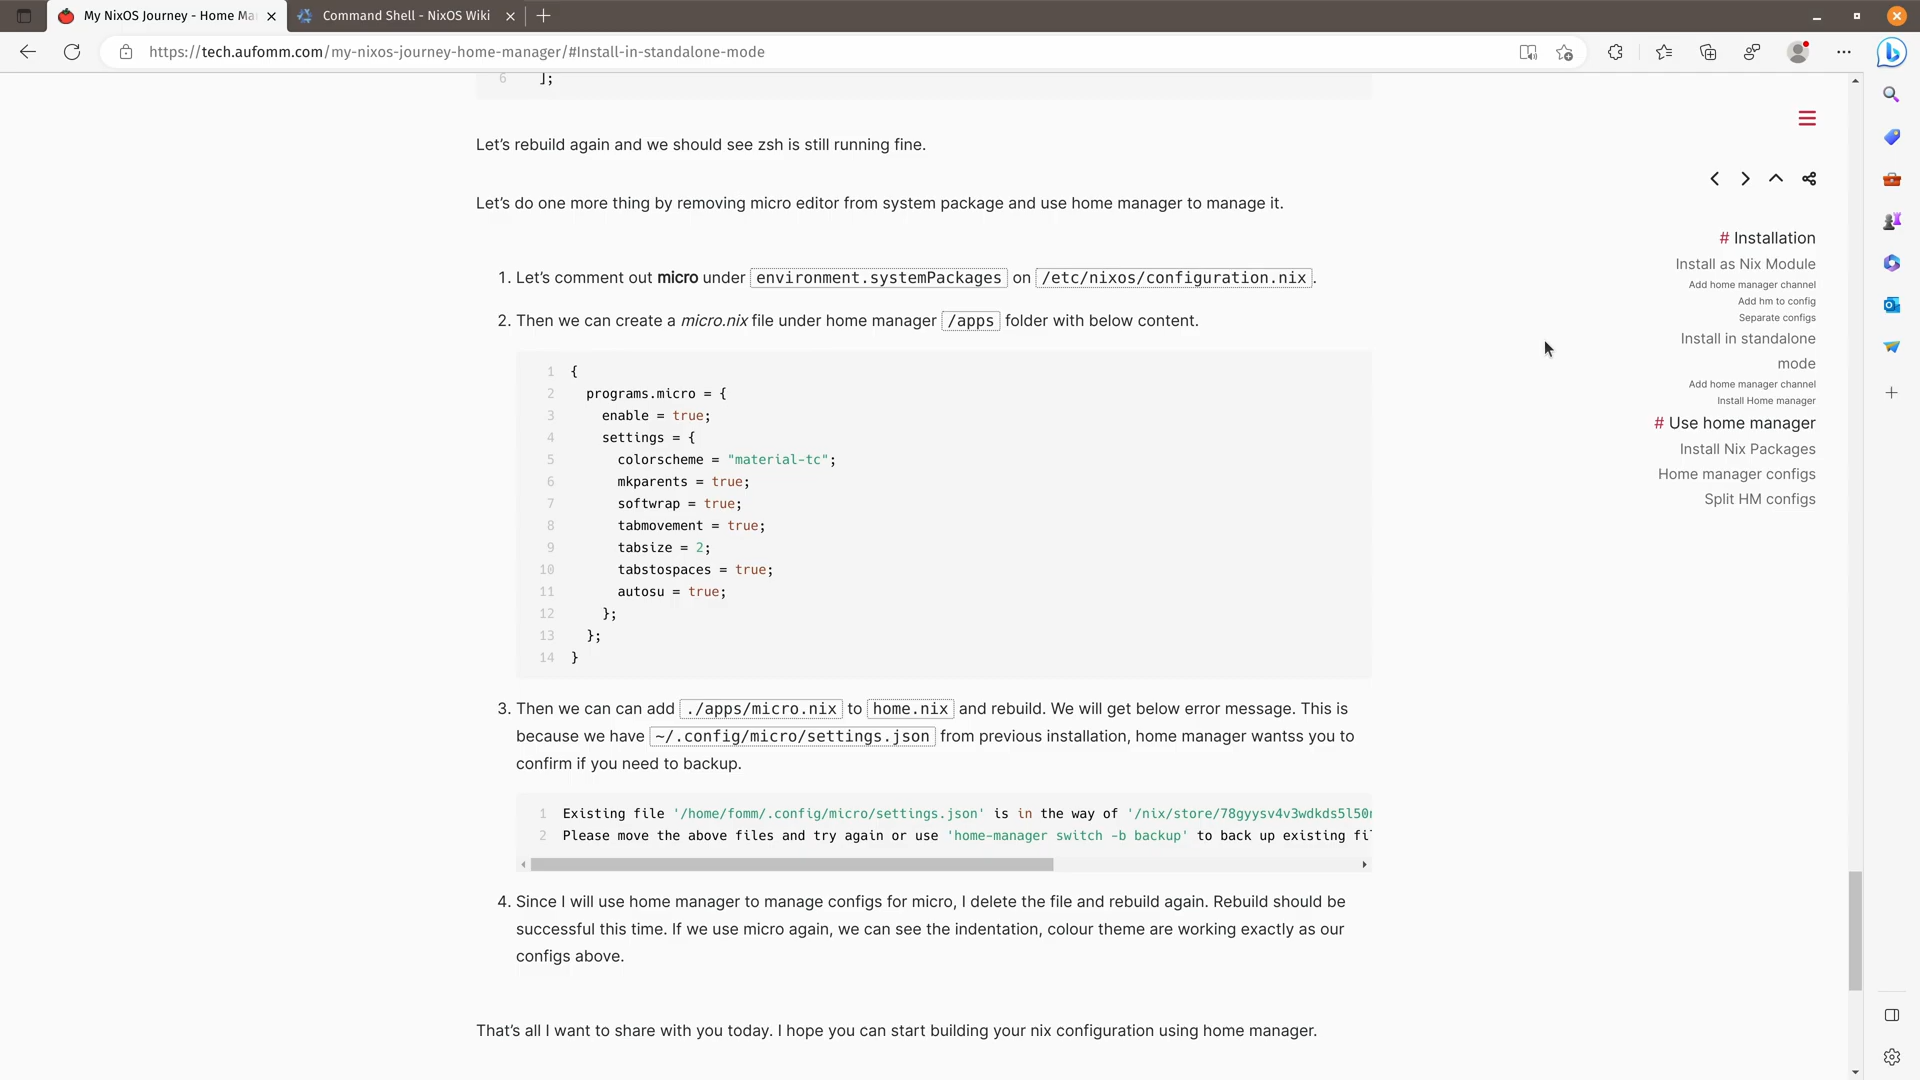 My NixOS Journey - Home Ma
Command Shell - NixOS Wiki
https://tech.aufomm.com/my-nixos-journey-home-manager/#Install-in-standalone-mode
6 ];
Let's rebuild again and we should see zsh is still running fine.
Let's do one more thing by removing micro editor from system package and use home manager to manage it.
1. Let's comment out micro under environment.systemPackages on /etc/nixos/configuration.nix.
2. Then we can create a micro.nix file under home manager /apps folder with below content.
1 {
2 programs.micro = {
3 enable = true;
4 settings = {
5 colorscheme = "material-tc";
6 mkparents = true;
7 softwrap = true;
8 tabmovement = true;
9 tabsize = 2;
10 tabstospaces = true;
11 autosu = true;
12 };
13 };
14 }
3. Then we can can add ./apps/micro.nix to home.nix and rebuild. We will get below error message. This is
because we have ~/.config/micro/settings.json from previous installation, home manager wantss you to
confirm if you need to backup.
1 Existing file '/home/fomm/.config/micro/settings.json' is in the way of '/nix/store/78gyysv4v3wdkds5l50
2 Please move the above files and try again or use 'home-manager switch -b backup' to back up existing fi
4. Since I will use home manager to manage configs for micro, I delete the file and rebuild again. Rebuild should be
successful this time. If we use micro again, we can see the indentation, colour theme are working exactly as our
configs above.
That's all I want to share with you today. I hope you can start building your nix configuration using home manager.
# Installation
Install as Nix Module
Add home manager channel
Add hm to config
Separate configs
Install in standalone
mode
Add home manager channel
Install Home manager
# Use home manager
Install Nix Packages
Home manager configs
Split HM configs